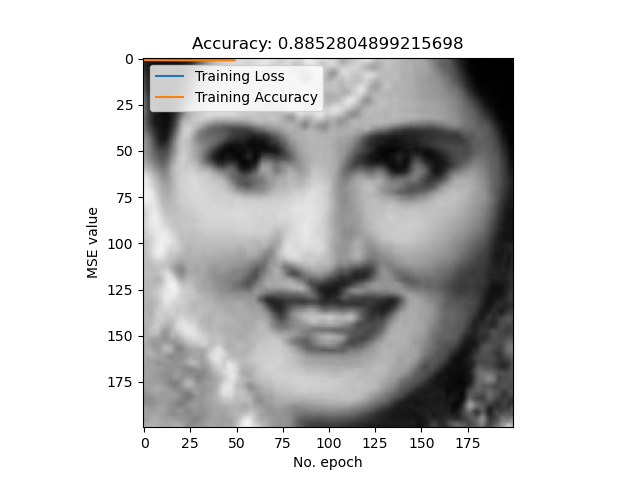 Accuracy: 0.8852804899215698
Training Loss
Training Accuracy
MSE value
0
25
50
75
100
125
150
175
0 25 50 75 100 125 150 175
No. epoch